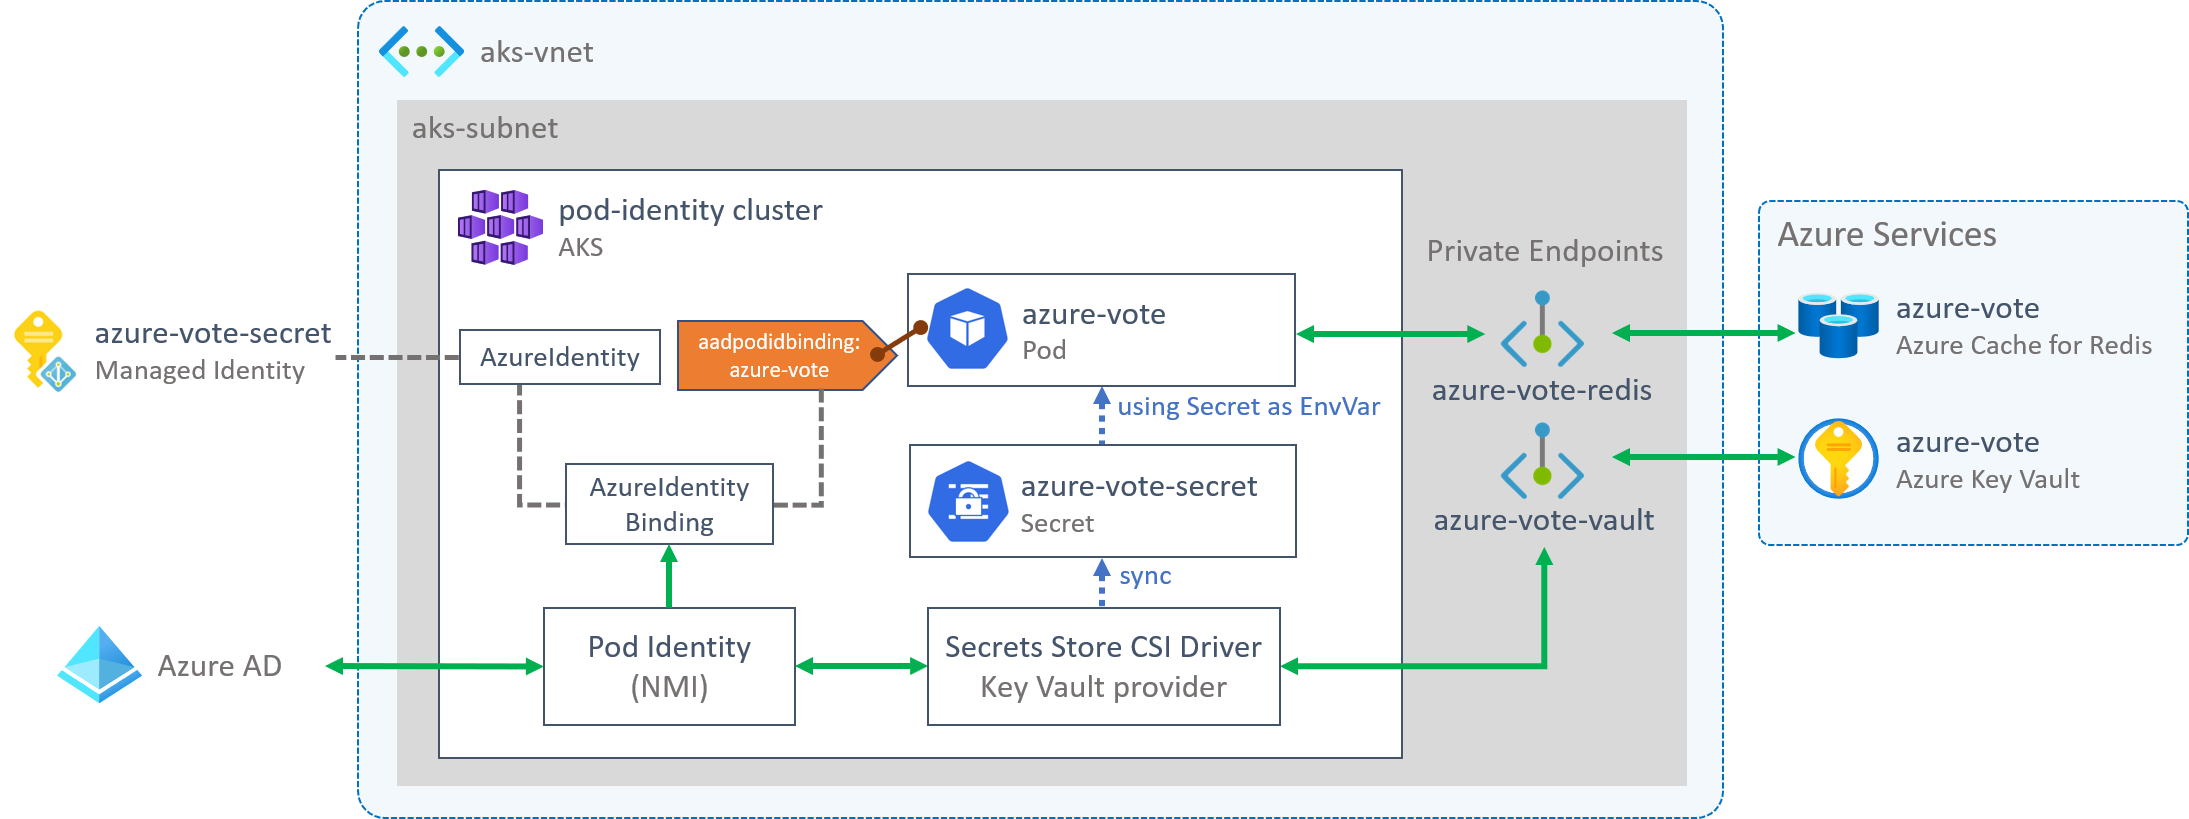 aks-vnet
aks-subnet
pod-identity cluster
AKS
azure-vote-secret
Managed Identity
AzureIdentity
aadpodidbinding:
azure-vote
azure-vote
Pod
using Secret as EnvVar
AzureIdentity
Binding
azure-vote-secret
Secret
sync
Azure AD
Pod Identity
(NMI)
Secrets Store CSI Driver
Key Vault provider
Private Endpoints
azure-vote-redis
azure-vote-vault
Azure Services
azure-vote
Azure Cache for Redis
azure-vote
Azure Key Vault